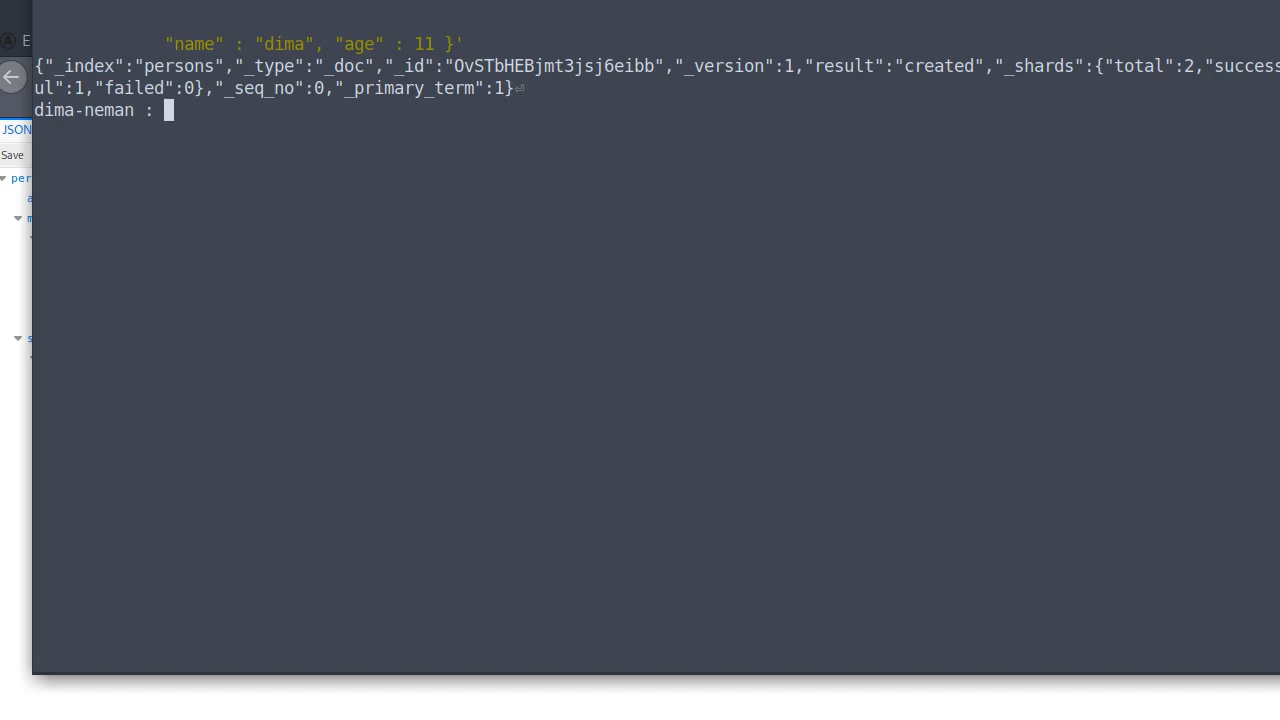 E
"name" : "dima", "age" : 11 }'
{"_index":"persons","_type":"_doc","_id":"OvSTbHEBjmt3jsj6eibb","_version":1,"result":"created","_shards":{"total":2,"success
ul":1,"failed":0},"_seq_no":0,"_primary_term":1}⏎
dima-neman :
JSON
Save
per
a
m
s